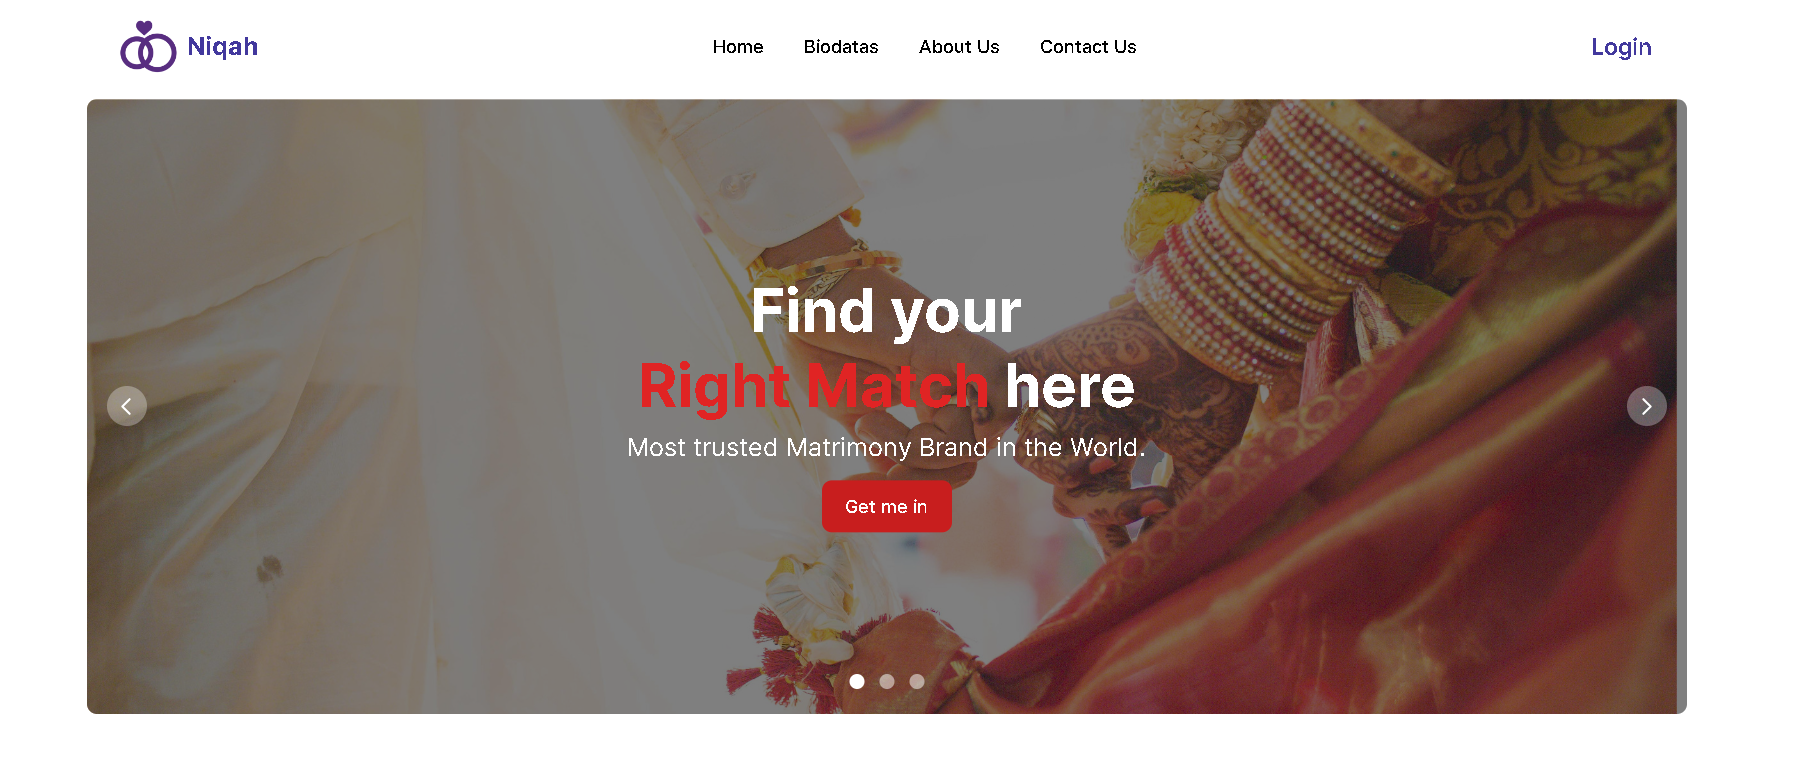 Niqah
Home Biodatas About Us Contact Us
Login
Find your
Right Match here
Most trusted Matrimony Brand in the World.
Get me in